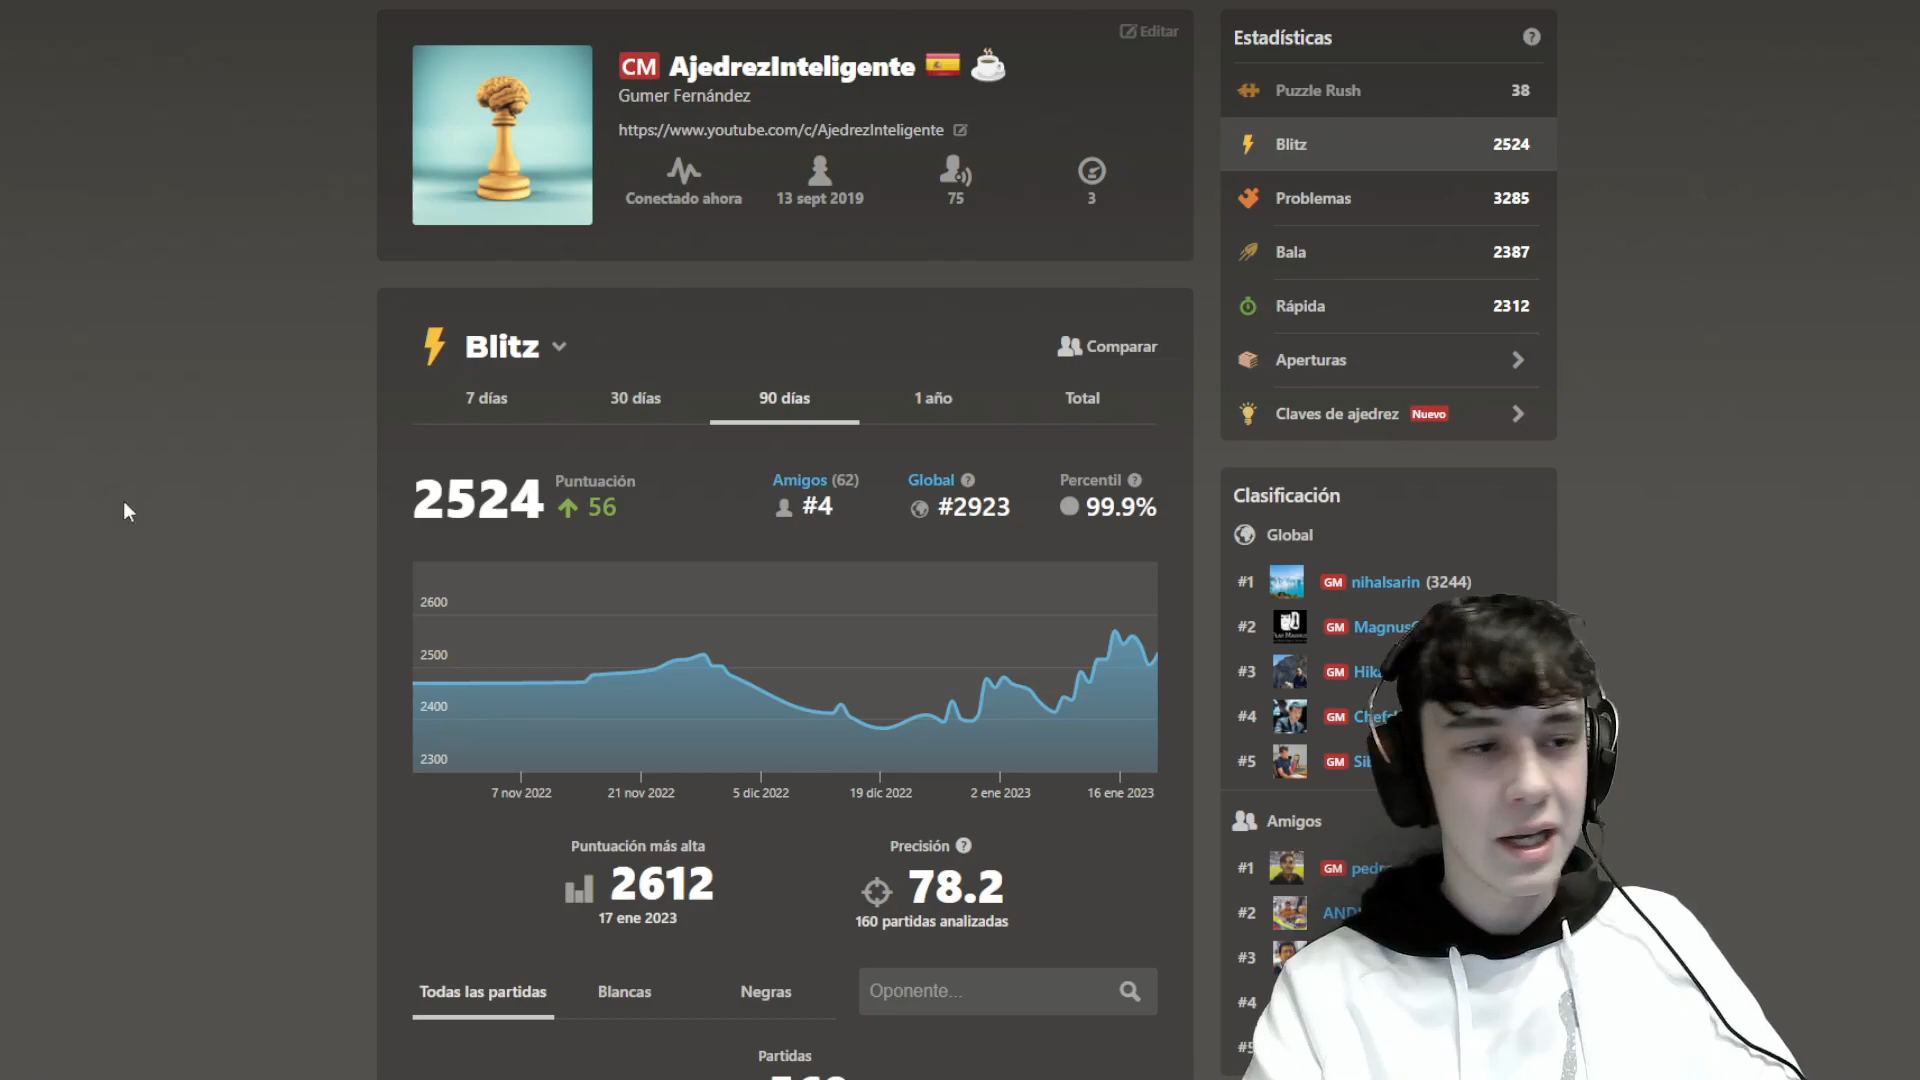 Editar
CM AjedrezInteligente
Gumer Fernández
https://www.youtube.com/c/AjedrezInteligente
Conectado ahora
13 sept 2019
75
3
Blitz
Comparar
7 días
30 días
90 días
1 año
Total
2524
Puntuación
56
Amigos (62)
#4
Global
#2923
Percentil
99.9%
2600
2500
2400
2300
7 nov 2022
21 nov 2022
5 dic 2022
19 dic 2022
2 ene 2023
16 ene 2023
Puntuación más alta
2612
17 ene 2023
Precisión
78.2
160 partidas analizadas
Todas las partidas
Blancas
Negras
Oponente...
Partidas
Estadísticas
Puzzle Rush 38
Blitz 2524
Problemas 3285
Bala 2387
Rápida 2312
Aperturas
Claves de ajedrez Nuevo
Clasificación
Global
#1 GM nihalsarin (3244)
#2 GM Magnus
#3 GM Hik
#4 GM Chef
#5 GM Si
Amigos
#1 GM ped
#2 AND
#3
#4